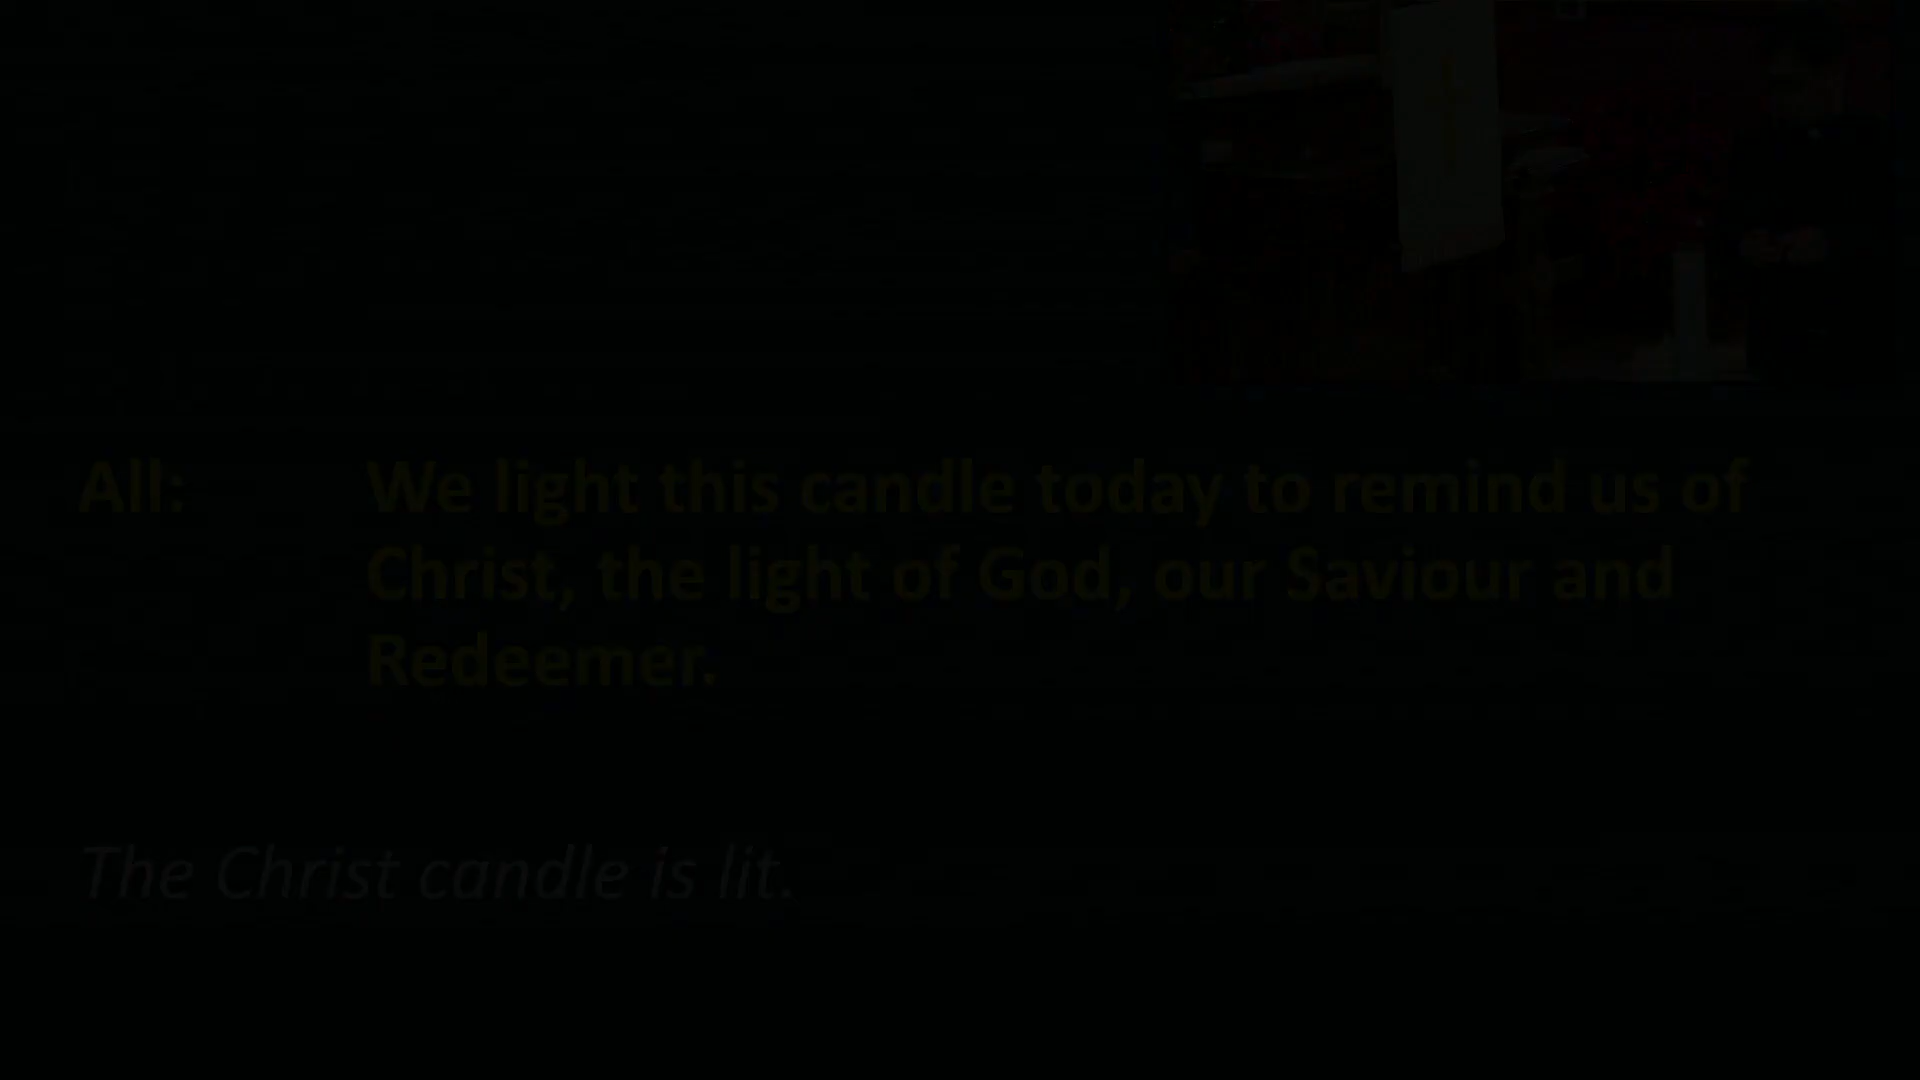 All: We light this candle today to remind us of
Christ, the light of God, our Saviour and
Redeemer.
The Christ candle is lit.